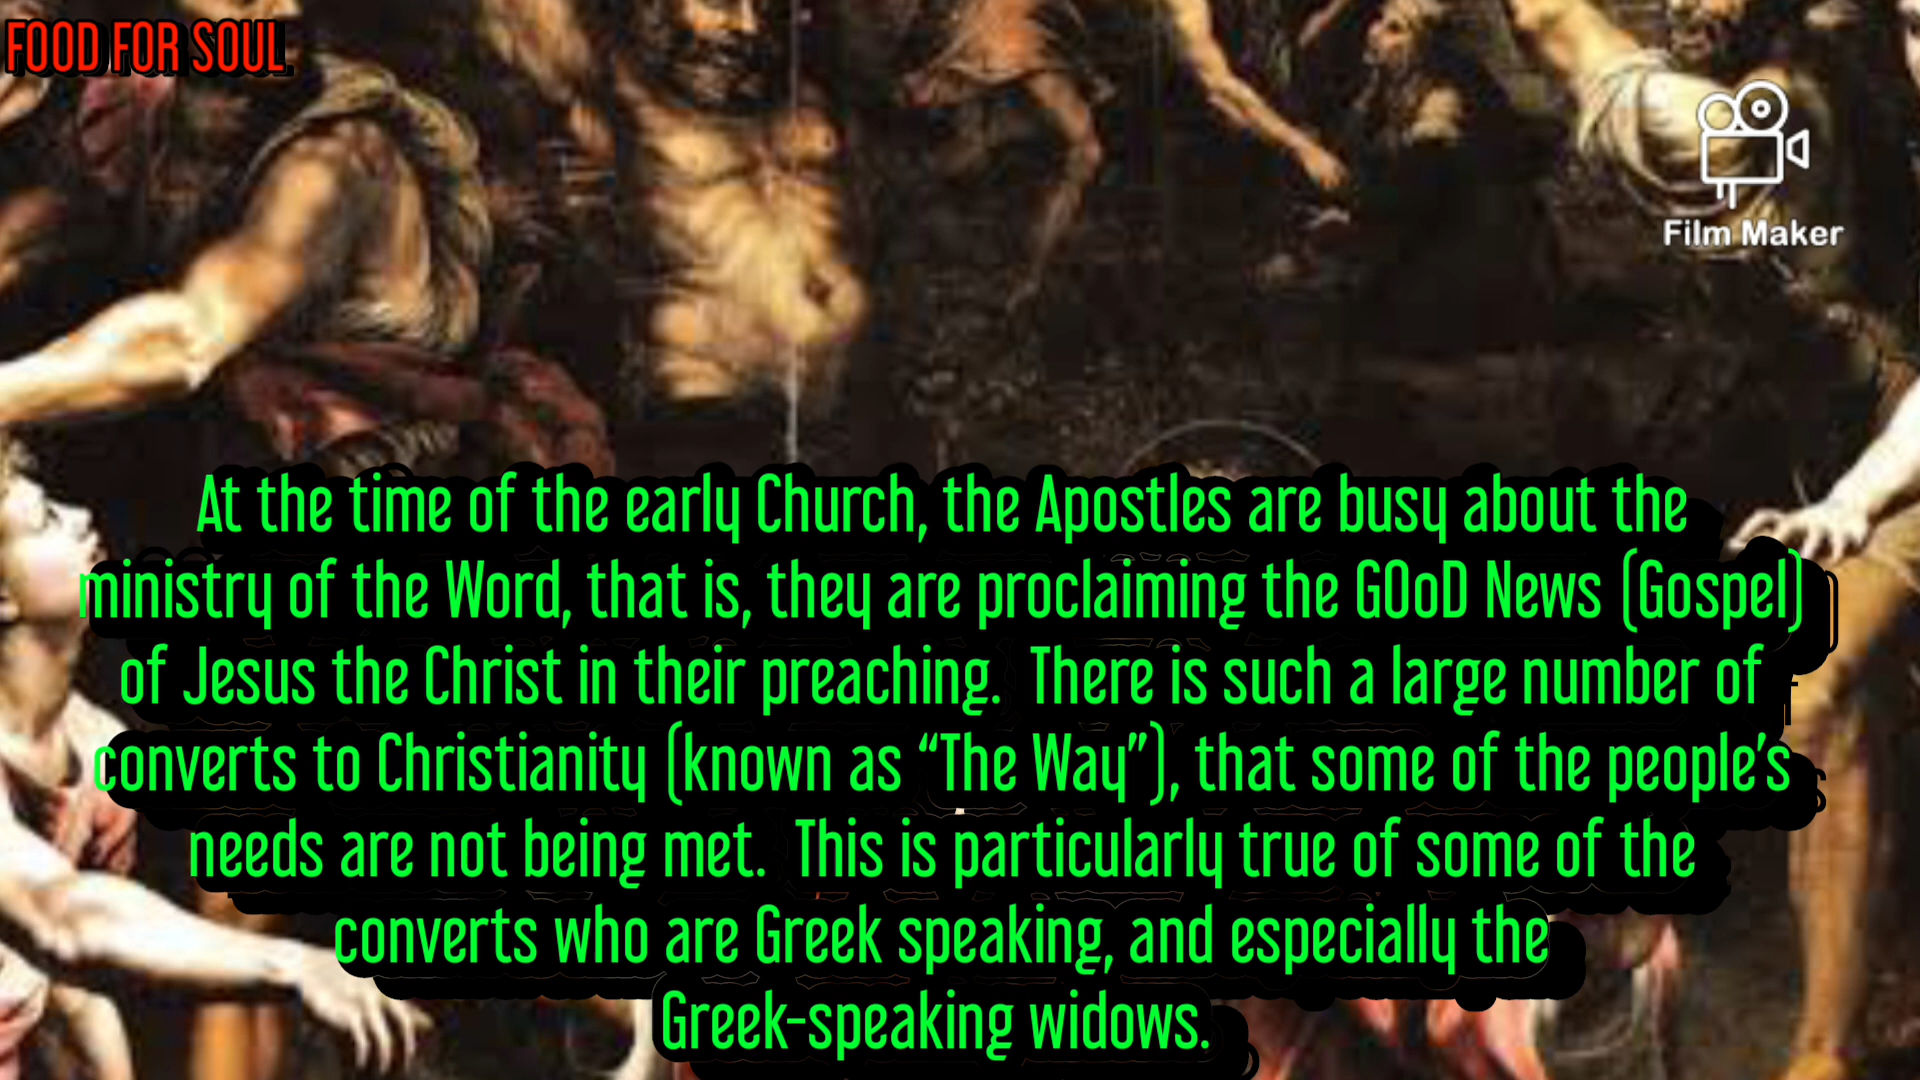 FOOD FOR SOUL
Film Maker
At the time of the early Church, the Apostles are busy about the
ministry of the Word, that is, they are proclaiming the GOoD News (Gospel)
of Jesus the Christ in their preaching.  There is such a large number of
converts to Christianity (known as “The Way”), that some of the people’s
needs are not being met.  This is particularly true of some of the
converts who are Greek speaking, and especially the
Greek-speaking widows.